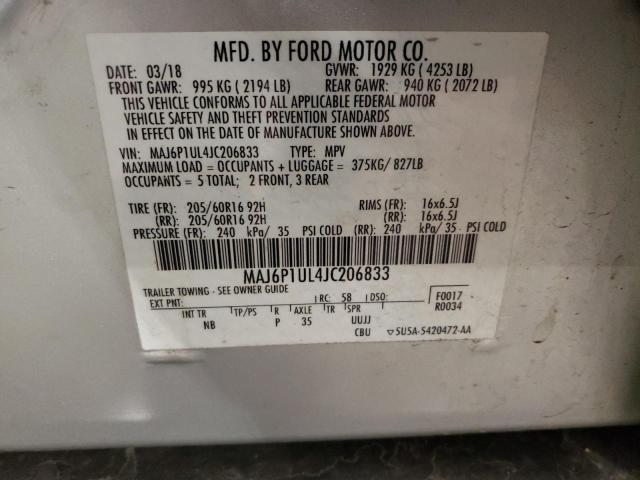 MFD. BY FORD MOTOR CO.
DATE: 03/18 GVWR: 1929 KG ( 4253 LB)
FRONT GAWR: 995 KG ( 2194 LB) REAR GAWR: 940 KG ( 2072 LB)
THIS VEHICLE CONFORMS TO ALL APPLICABLE FEDERAL MOTOR
VEHICLE SAFETY AND THEFT PREVENTION STANDARDS
IN EFFECT ON THE DATE OF MANUFACTURE SHOWN ABOVE.
VIN: MAJ6P1UL4JC206833 TYPE: MPV
MAXIMUM LOAD = OCCUPANTS + LUGGAGE = 375KG/ 827LB
OCCUPANTS = 5 TOTAL; 2 FRONT, 3 REAR
TIRE (FR): 205/60R16 92H RIMS (FR): 16x6.5J
(RR): 205/60R16 92H (RR): 16x6.5J
PRESSURE (FR): 240 kPa/ 35 PSI COLD (RR): 240 kPa/ 35 PSI COLD
MAJ6P1UL4JC206833
TRAILER TOWING - SEE OWNER GUIDE
EXT PNT: RC: 58 DSO: F0017
R0034
INT TR TP/PS R AXLE TR SPR
NB P 35 UUJJ
CBU 5U5A-5420472-AA